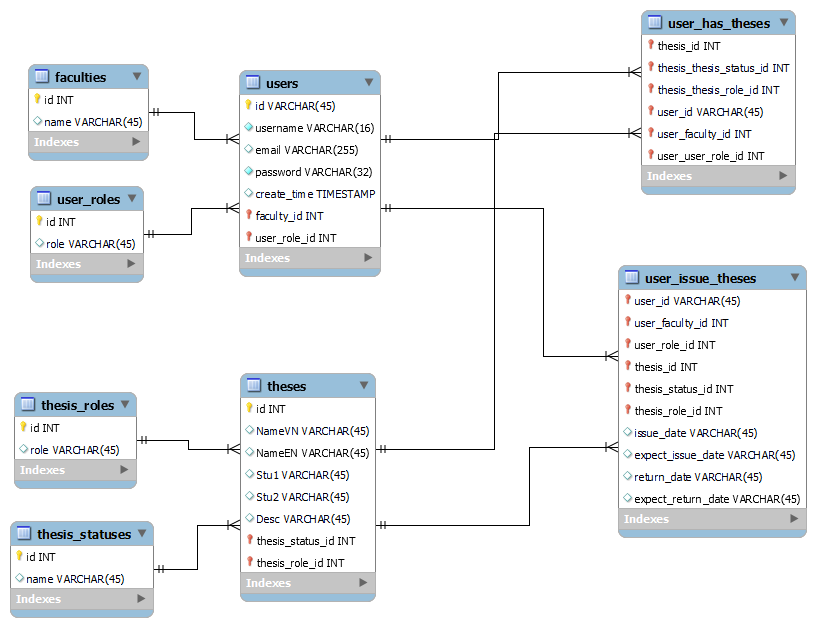 faculties
id INT
name VARCHAR(45)
Indexes
user_roles
id INT
role VARCHAR(45)
Indexes
users
id VARCHAR(45)
username VARCHAR(16)
email VARCHAR(255)
password VARCHAR(32)
create_time TIMESTAMP
faculty_id INT
user_role_id INT
Indexes
user_has_theses
thesis_id INT
thesis_thesis_status_id INT
thesis_thesis_role_id INT
user_id VARCHAR(45)
user_faculty_id INT
user_user_role_id INT
Indexes
user_issue_theses
user_id VARCHAR(45)
user_faculty_id INT
user_role_id INT
thesis_id INT
thesis_status_id INT
thesis_role_id INT
issue_date VARCHAR(45)
expect_issue_date VARCHAR(45)
return_date VARCHAR(45)
expect_return_date VARCHAR(45)
Indexes
thesis_roles
id INT
role VARCHAR(45)
Indexes
thesis_statuses
id INT
name VARCHAR(45)
Indexes
theses
id INT
NameVN VARCHAR(45)
NameEN VARCHAR(45)
Stu1 VARCHAR(45)
Stu2 VARCHAR(45)
Desc VARCHAR(45)
thesis_status_id INT
thesis_role_id INT
Indexes